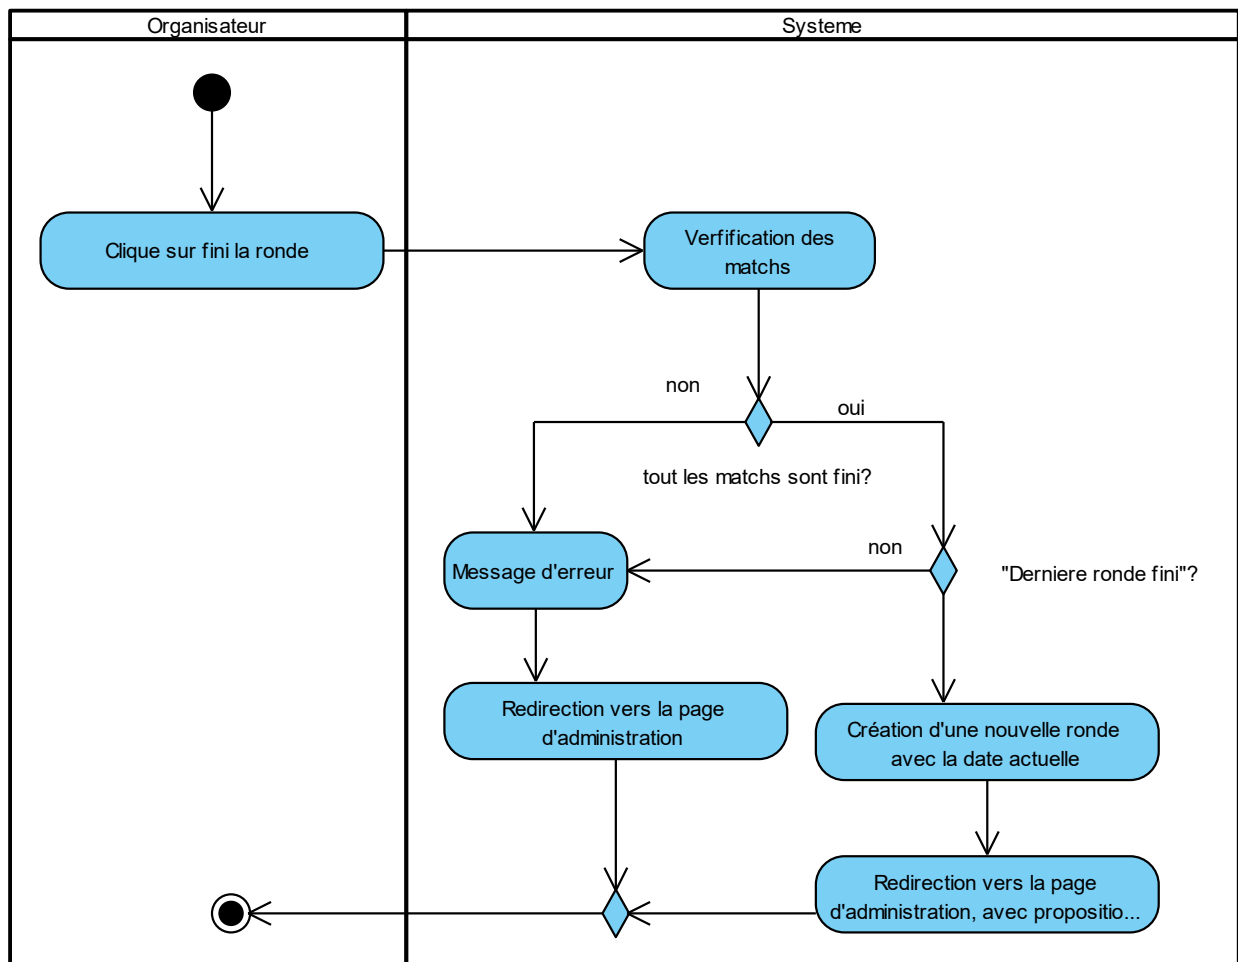 Organisateur
Systeme
Clique sur fini la ronde
Verfification des
matchs
non
oui
tout les matchs sont fini?
non
Message d'erreur
"Derniere ronde fini"?
Redirection vers la page
d'administration
Création d'une nouvelle ronde
avec la date actuelle
Redirection vers la page
d'administration, avec propositio...